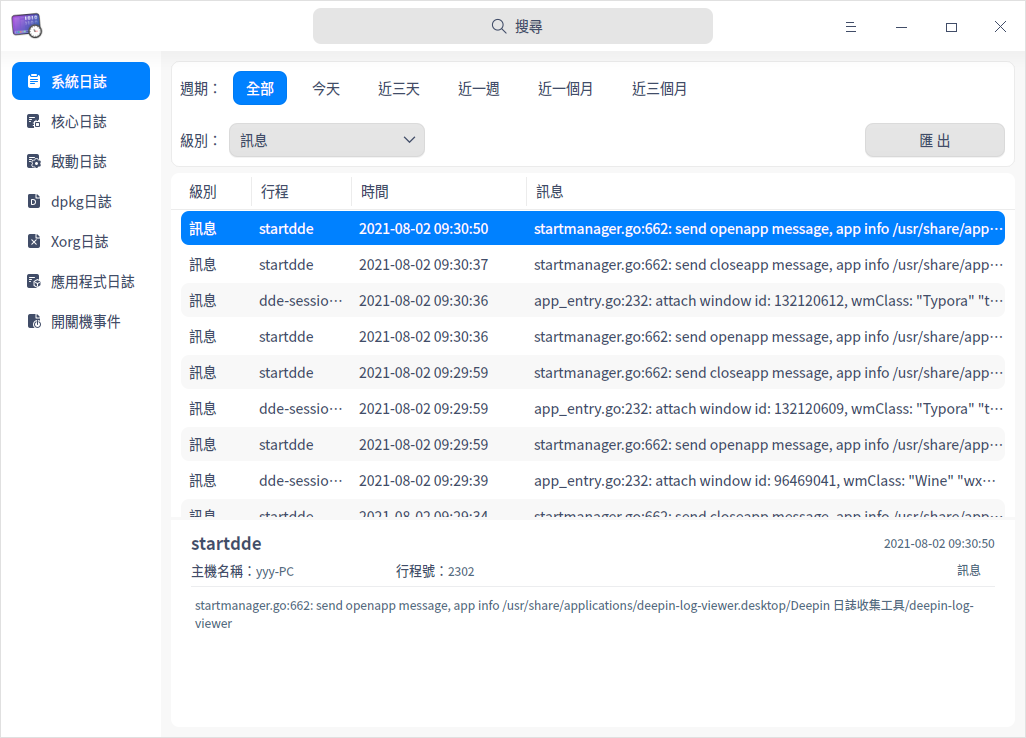 搜尋
系統日誌
核心日誌
啟動日誌
dpkg日誌
Xorg日誌
應用程式日誌
開關機事件
週期： 全部 今天 近三天 近一週 近一個月 近三個月
級別： 訊息 匯出
級別 行程 時間 訊息
訊息 startdde 2021-08-02 09:30:50 startmanager.go:662: send openapp message, app info /usr/share/app⋯
訊息 startdde 2021-08-02 09:30:37 startmanager.go:662: send closeapp message, app info /usr/share/app⋯
訊息 dde-sessio⋯ 2021-08-02 09:30:36 app_entry.go:232: attach window id: 132120612, wmClass: "Typora" "t⋯
訊息 startdde 2021-08-02 09:30:36 startmanager.go:662: send openapp message, app info /usr/share/app⋯
訊息 startdde 2021-08-02 09:29:59 startmanager.go:662: send closeapp message, app info /usr/share/app⋯
訊息 dde-sessio⋯ 2021-08-02 09:29:59 app_entry.go:232: attach window id: 132120609, wmClass: "Typora" "t⋯
訊息 startdde 2021-08-02 09:29:59 startmanager.go:662: send openapp message, app info /usr/share/app⋯
訊息 dde-sessio⋯ 2021-08-02 09:29:39 app_entry.go:232: attach window id: 96469041, wmClass: "Wine" "wx⋯
訊息 startdde 2021-08-02 09:29:34 startmanager.go:662: send closeapp message, app info /usr/share/app⋯
startdde 2021-08-02 09:30:50
主機名稱：yyy-PC 行程號：2302 訊息
startmanager.go:662: send openapp message, app info /usr/share/applications/deepin-log-viewer.desktop/Deepin 日誌收集工具/deepin-log-
viewer